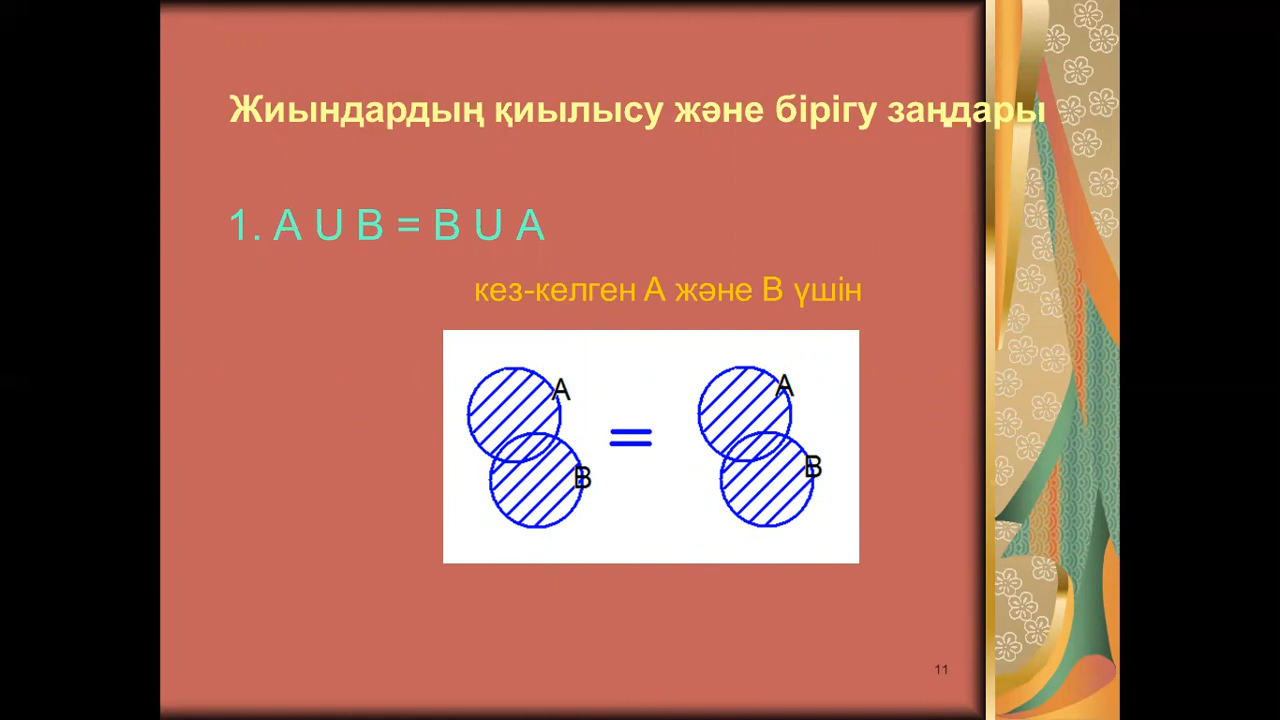 Жиындардың қиылысу және бірігу заңдары
1. A U B = B U A
кез-келген А және В үшін
A
A
=
B
B
11